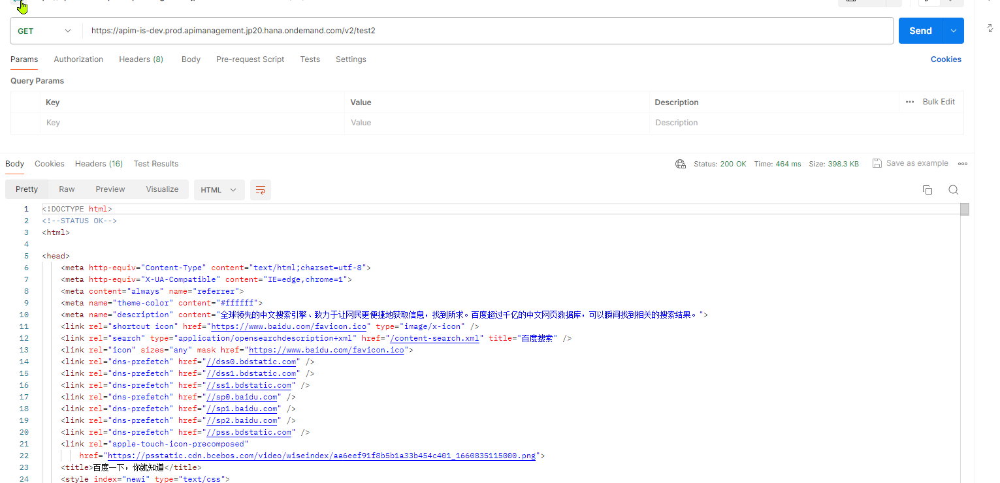 GET https://apim-is-dev.prod.apimanagement.jp20.hana.ondemand.com/v2/test2 Send
Params Authorization Headers (8) Body Pre-request Script Tests Settings Cookies
Query Params
Key Value Description ••• Bulk Edit
Key Value Description
Body Cookies Headers (16) Test Results Status: 200 OK Time: 464 ms Size: 398.3 KB Save as example
Pretty Raw Preview Visualize HTML
1 <!DOCTYPE html>
2 <!--STATUS OK-->
3 <html>
4
5 <head>
6 <meta http-equiv="Content-Type" content="text/html;charset=utf-8">
7 <meta http-equiv="X-UA-Compatible" content="IE=edge,chrome=1">
8 <meta content="always" name="referrer">
9 <meta name="theme-color" content="#ffffff">
10 <meta name="description" content="全球领先的中文搜索引擎、致力于让网民更便捷地获取信息，找到所求。百度超过千亿的中文网页数据库，可以瞬间找到相关的搜索结果。">
11 <link rel="shortcut icon" href="https://www.baidu.com/favicon.ico" type="image/x-icon" />
12 <link rel="search" type="application/opensearchdescription+xml" href="/content-search.xml" title="百度搜索" />
13 <link rel="icon" sizes="any" mask href="https://www.baidu.com/favicon.ico">
14 <link rel="dns-prefetch" href="//dss0.bdstatic.com" />
15 <link rel="dns-prefetch" href="//dss1.bdstatic.com" />
16 <link rel="dns-prefetch" href="//ss1.bdstatic.com" />
17 <link rel="dns-prefetch" href="//sp0.baidu.com" />
18 <link rel="dns-prefetch" href="//sp1.baidu.com" />
19 <link rel="dns-prefetch" href="//sp2.baidu.com" />
20 <link rel="dns-prefetch" href="//pss.bdstatic.com" />
21 <link rel="apple-touch-icon-precomposed"
22 href="https://psstatic.cdn.bcebos.com/video/wiseindex/aa6eef91f8b5b1a33b454c401_1660835115000.png">
23 <title>百度一下，你就知道</title>
24 <style index="newi" type="text/css">